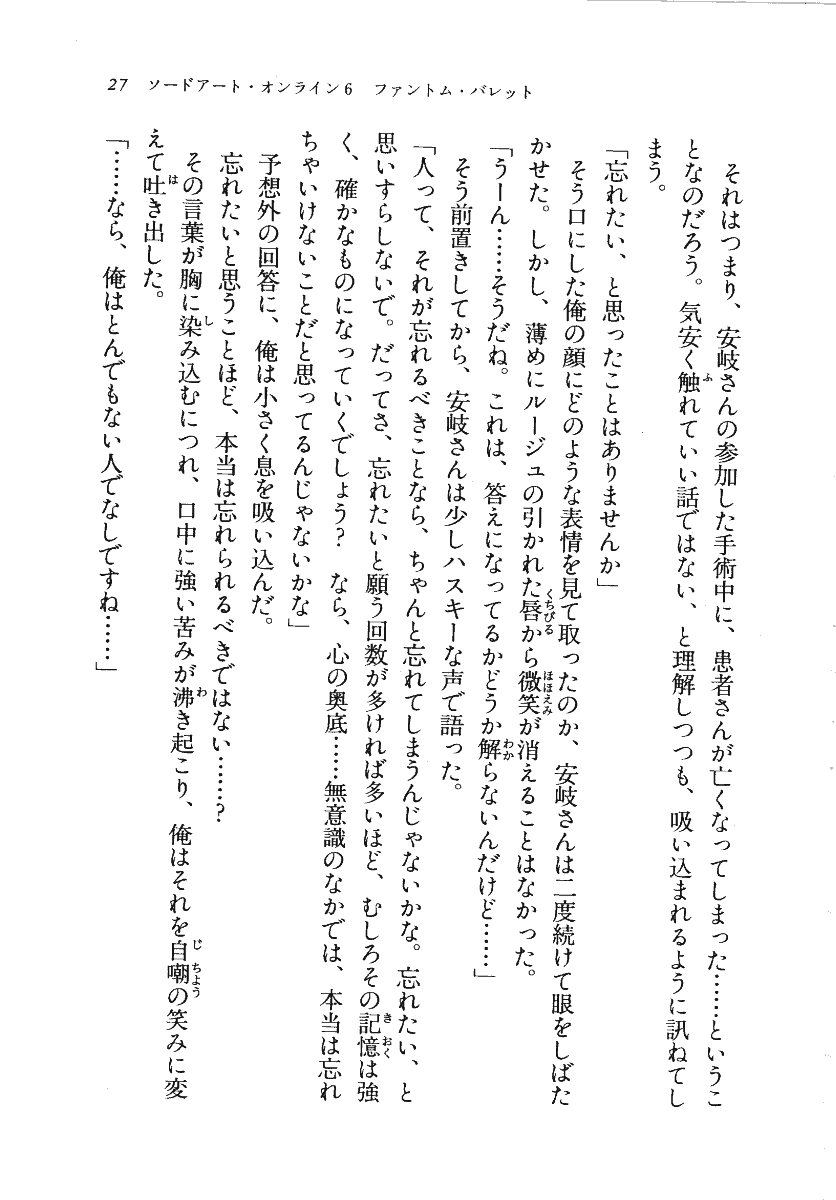 27 ソードアート・オンライン6 ファントム・バレット
それはつまり、安岐さんの参加した手術中に、患者さんが亡くなってしまった……というこ
となのだろう。気安く触れていい話ではない、と理解しつつも、吸い込まれるように訊ねてし
まう。
「忘れたい、と思ったことはありませんか」
そう口にした俺の顔にどのような表情を見て取ったのか、安岐さんは二度続けて眼をしばた
かせた。しかし、薄めにルージュの引かれた唇から微笑が消えることはなかった。
「うーん……そうだね。これは、答えになってるかどうか解らないんだけど……」
そう前置きしてから、安岐さんは少しハスキーな声で語った。
「人って、それが忘れるべきことなら、ちゃんと忘れてしまうんじゃないかな。忘れたい、と
思いすらしないで。だってさ、忘れたいと願う回数が多ければ多いほど、むしろその記憶は強
く、確かなものになっていくでしょう? なら、心の奥底……無意識のなかでは、本当は忘れ
ちゃいけないことだと思ってるんじゃないかな」
予想外の回答に、俺は小さく息を吸い込んだ。
忘れたいと思うことほど、本当は忘れられるべきではない……?
その言葉が胸に染み込むにつれ、口中に強い苦みが沸き起こり、俺はそれを自嘲の笑みに変
えて吐き出した。
「……なら、俺はとんでもない人でなしですね……」